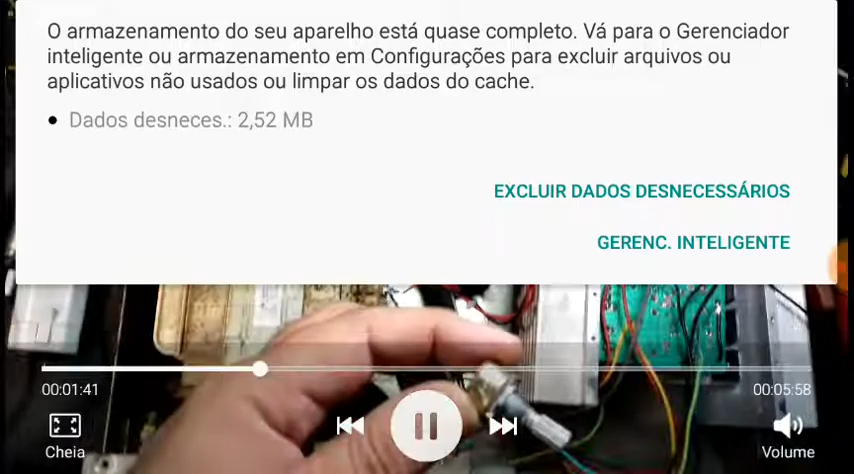 O armazenamento do seu aparelho está quase completo. Vá para o Gerenciador
inteligente ou armazenamento em Configurações para excluir arquivos ou
aplicativos não usados ou limpar os dados do cache.
Dados desneces.: 2,52 MB
EXCLUIR DADOS DESNECESSÁRIOS
GERENC. INTELIGENTE
00:01:41
00:05:58
Cheia
Volume